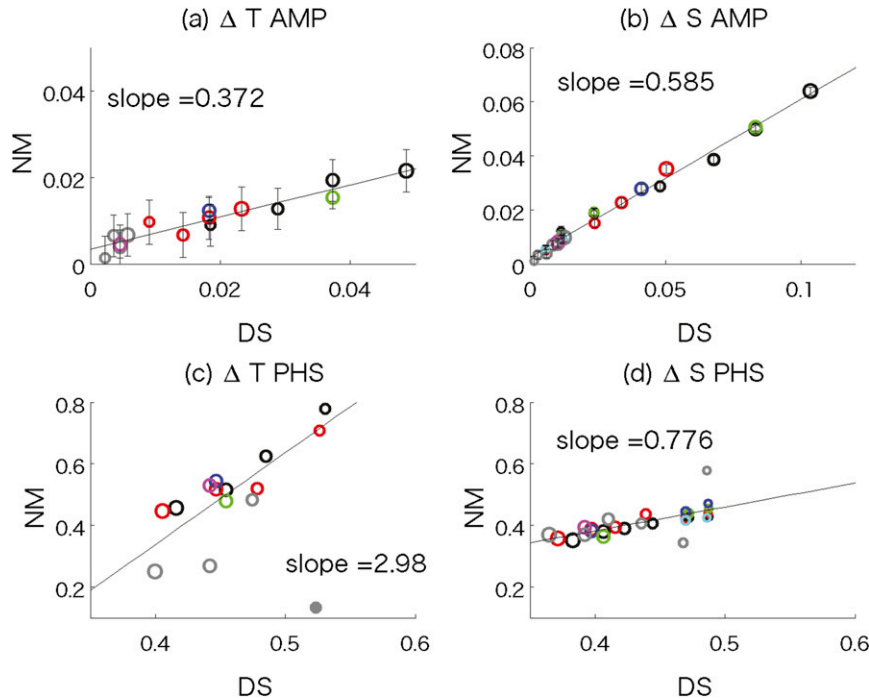 (a) Δ T AMP
(b) Δ S AMP
0.04
0.02
0
NM
slope =0.372
0 0.02 0.04
DS
0.08
0.06
0.04
0.02
0
NM
slope =0.585
0 0.05 0.1
DS
(c) Δ T PHS
(d) Δ S PHS
0.8
0.6
0.4
0.2
NM
slope =2.98
0.4 0.5 0.6
DS
0.8
0.6
0.4
0.2
NM
slope =0.776
0.4 0.5 0.6
DS